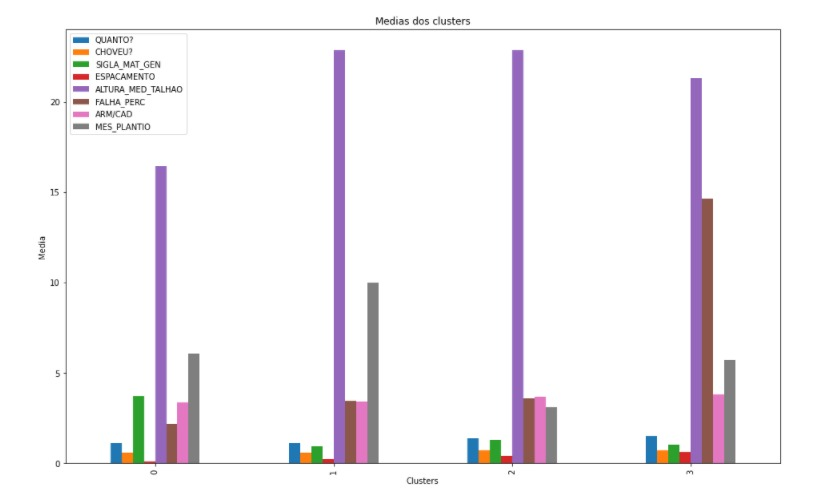 Medias dos clusters
QUANTO?
CHOVEU?
SIGLA_MAT_GEN
ESPACAMENTO
ALTURA_MED_TALHAO
FALHA_PERC
ARM/CAD
MES_PLANTIO
20
15
10
5
0
Media
0
1
2
3
Clusters